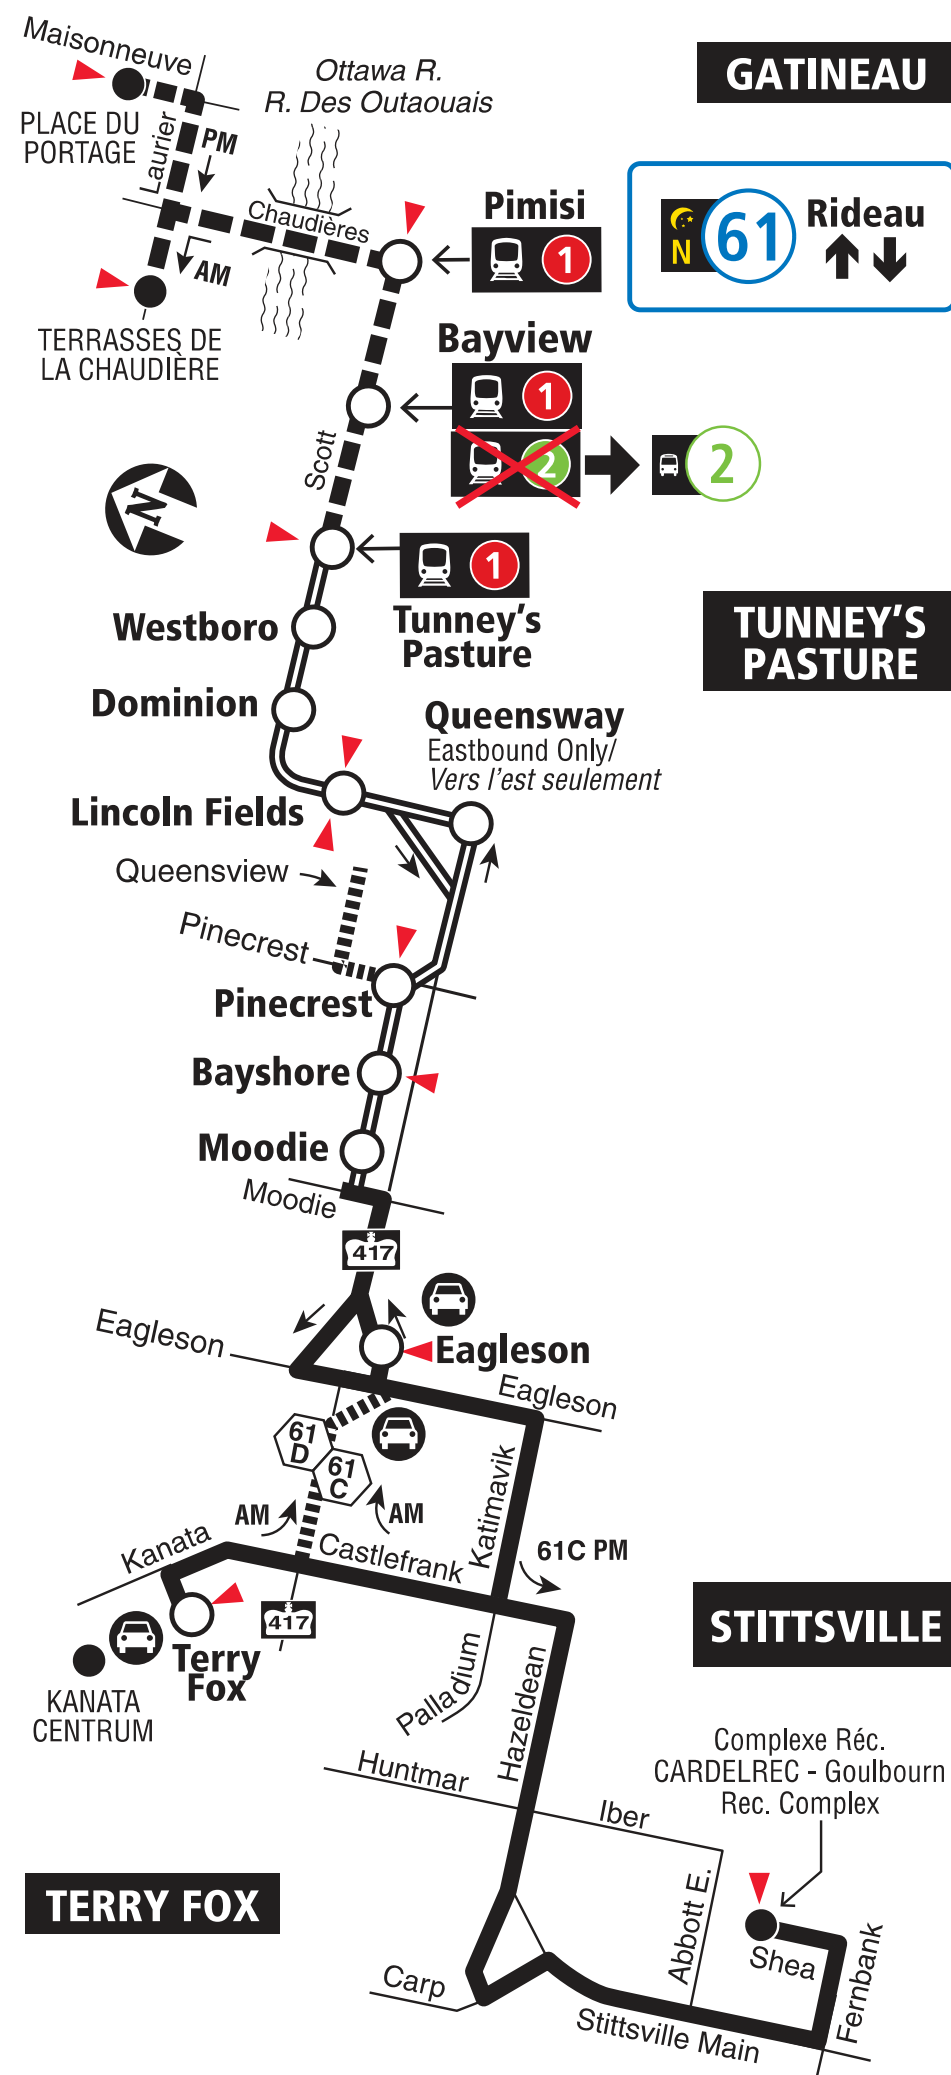 Maisonneuve
Ottawa R.
R. Des Outaouais
GATINEAU
PLACE DU
PORTAGE
Laurier
PM
Chaudières
AM
Pimisi
1
N
61
Rideau
TERRASSES DE
LA CHAUDIÈRE
Bayview
1
2
2
Scott
N
1
Tunney's
Pasture
TUNNEY'S
PASTURE
Westboro
Dominion
Queensway
Eastbound Only/
Vers l'est seulement
Lincoln Fields
Queensview
Pinecrest
Pinecrest
Bayshore
Moodie
Moodie
417
Eagleson
Eagleson
Eagleson
61
D
61
C
AM
AM
Katimavik
Kanata
Castlefrank
61C PM
417
Terry
Fox
KANATA
CENTRUM
Palladium
Hazeldean
STITTSVILLE
Huntmar
Iber
Complexe Réc.
CARDELREC - Goulbourn
Rec. Complex
TERRY FOX
Abbott E.
Shea
Fernbank
Carp
Stittsville Main